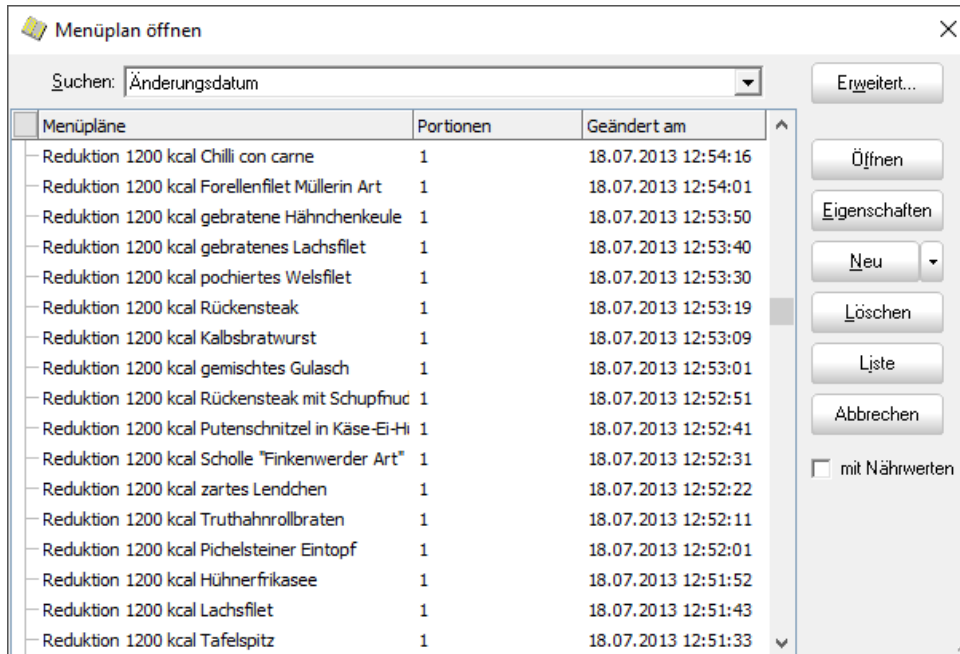 Menüplan öffnen
Suchen: Änderungsdatum
Erweitert...
Menüpläne Portionen Geändert am
Reduktion 1200 kcal Chilli con carne 1 18.07.2013 12:54:16
Reduktion 1200 kcal Forellenfilet Müllerin Art 1 18.07.2013 12:54:01
Reduktion 1200 kcal gebratene Hähnchenkeule 1 18.07.2013 12:53:50
Reduktion 1200 kcal gebratenes Lachsfilet 1 18.07.2013 12:53:40
Reduktion 1200 kcal pochiertes Welsfilet 1 18.07.2013 12:53:30
Reduktion 1200 kcal Rückensteak 1 18.07.2013 12:53:19
Reduktion 1200 kcal Kalbsbratwurst 1 18.07.2013 12:53:09
Reduktion 1200 kcal gemischtes Gulasch 1 18.07.2013 12:53:01
Reduktion 1200 kcal Rückensteak mit Schupfnud 1 18.07.2013 12:52:51
Reduktion 1200 kcal Putenschnitzel in Käse-Ei-H 1 18.07.2013 12:52:41
Reduktion 1200 kcal Scholle "Finkenwerder Art" 1 18.07.2013 12:52:31
Reduktion 1200 kcal zartes Lendchen 1 18.07.2013 12:52:22
Reduktion 1200 kcal Truthahnrollbraten 1 18.07.2013 12:52:11
Reduktion 1200 kcal Pichelsteiner Eintopf 1 18.07.2013 12:52:01
Reduktion 1200 kcal Hühnerfrikasee 1 18.07.2013 12:51:52
Reduktion 1200 kcal Lachsfilet 1 18.07.2013 12:51:43
Reduktion 1200 kcal Tafelspitz 1 18.07.2013 12:51:33
Öffnen
Eigenschaften
Neu
Löschen
Liste
Abbrechen
mit Nährwerten